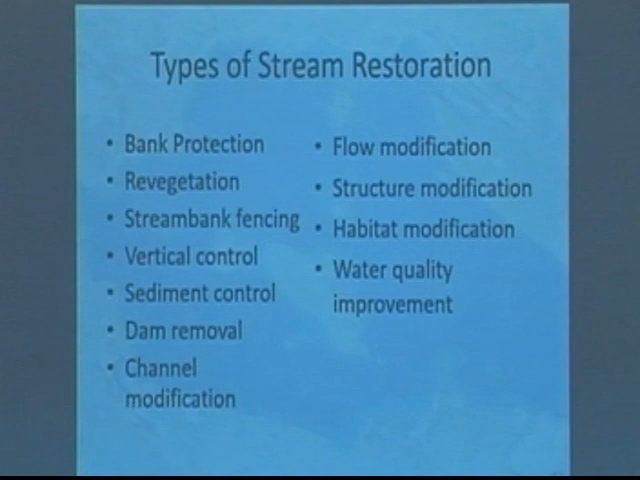 Types of Stream Restoration
• Bank Protection
• Revegetation
• Streambank fencing
• Vertical control
• Sediment control
• Dam removal
• Channel
modification
• Flow modification
• Structure modification
• Habitat modification
• Water quality
improvement